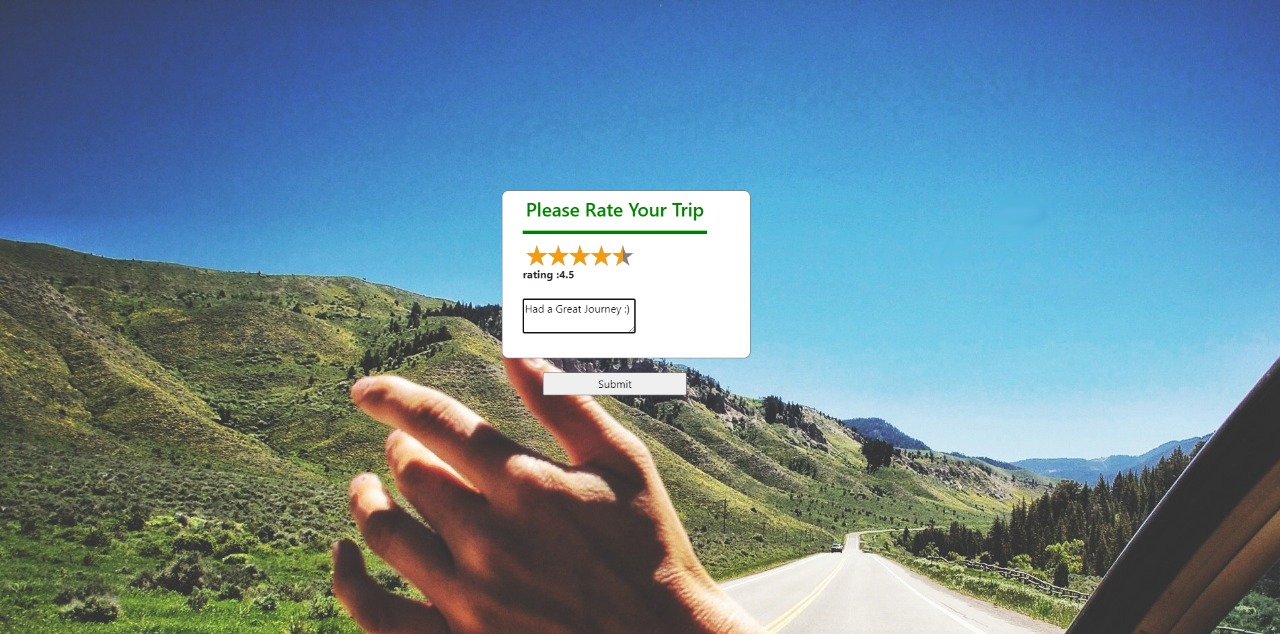 Please Rate Your Trip
rating :4.5
Had a Great Journey :)
Submit